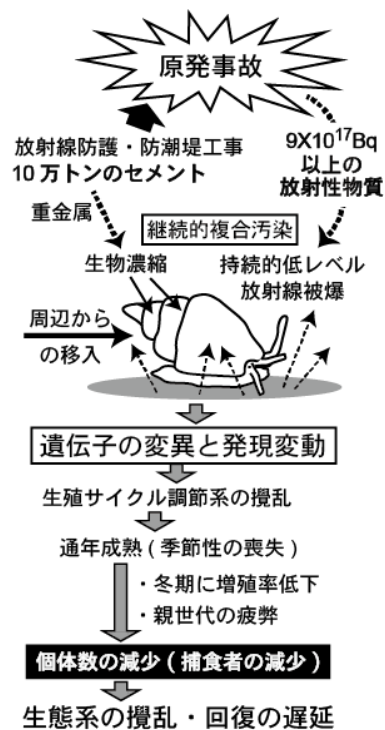 原発事故
放射線防護・防潮堤工事
10万トンのセメント
9X10¹⁷Bq
以上の
放射性物質
重金属
継続的複合汚染
生物濃縮
持続的低レベル
放射線被爆
周辺から
の移入
遺伝子の変異と発現変動
生殖サイクル調節系の攪乱
通年成熟(季節性の喪失)
・冬期に増殖率低下
・親世代の疲弊
個体数の減少(捕食者の減少)
生態系の攪乱・回復の遅延